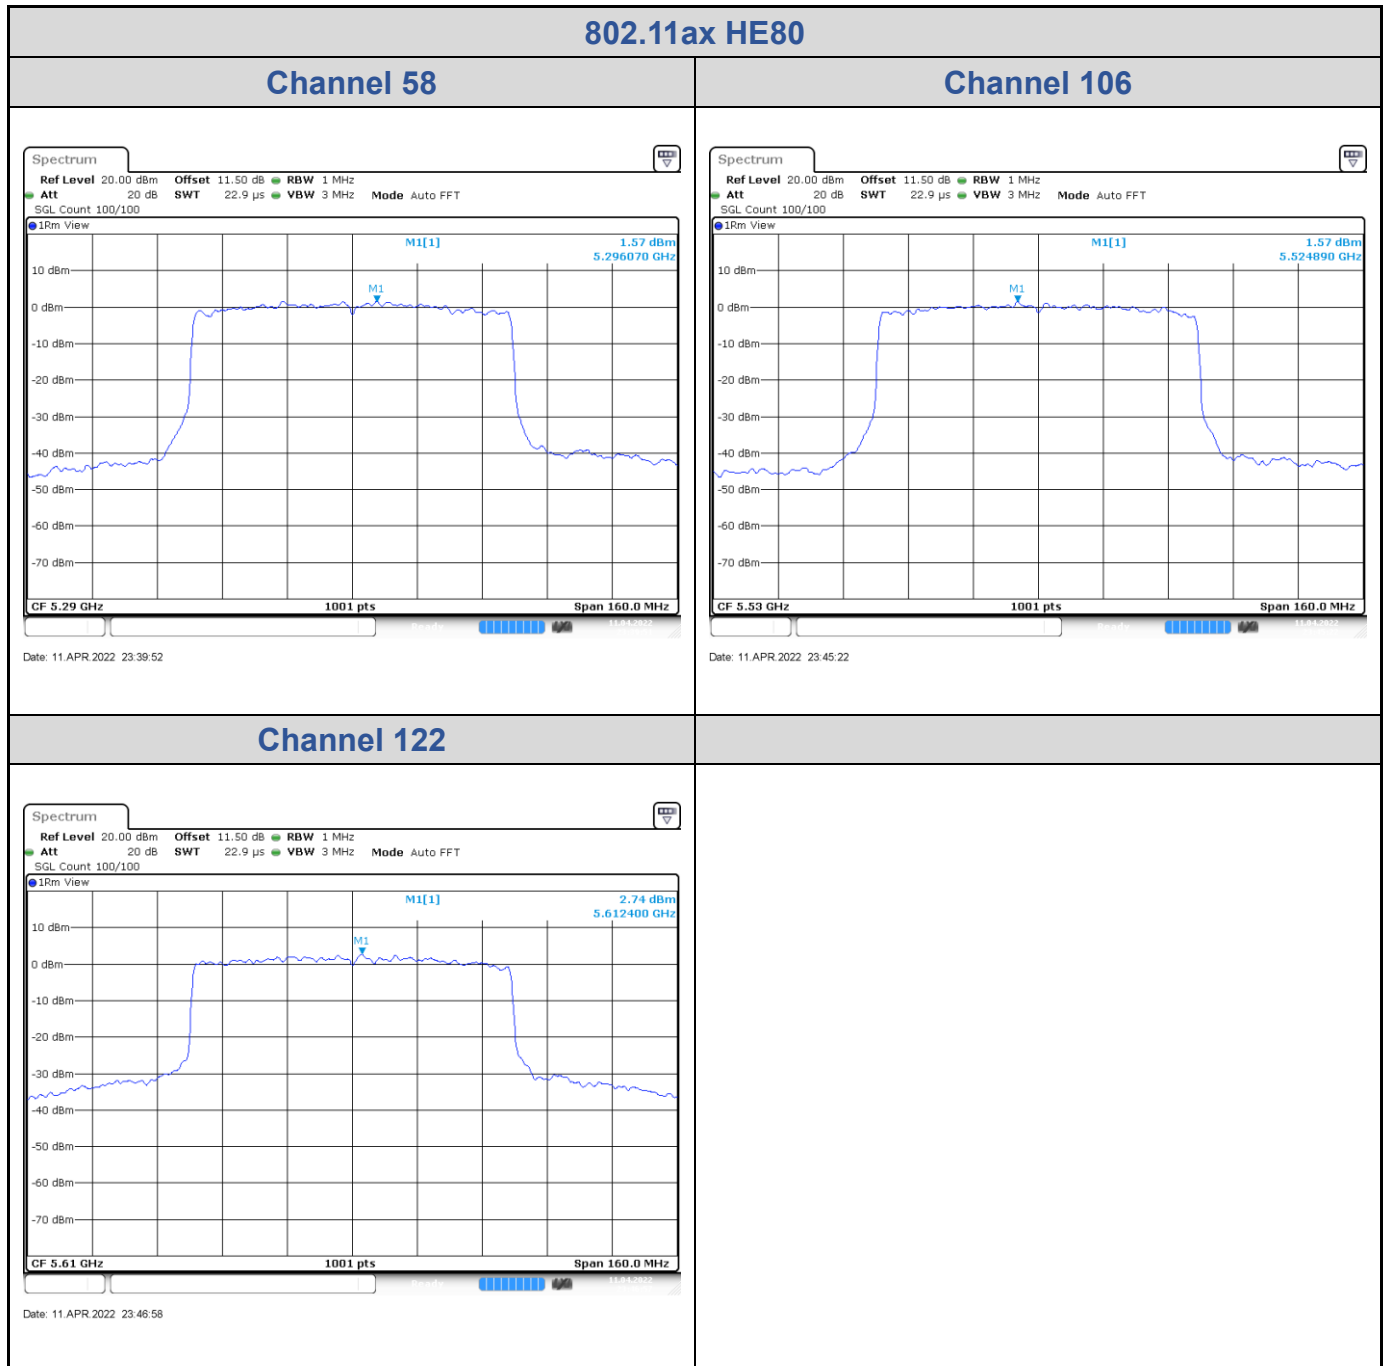 802.11ax HE80
Channel 58
Channel 106
Spectrum
Ref Level 20.00 dBm Offset 11.50 dB RBW 1 MHz
Att 20 dB SWT 22.9 µs VBW 3 MHz Mode Auto FFT
SGL Count 100/100
1Rm View
M1[1] 1.57 dBm
5.296070 GHz
10 dBm
M1
0 dBm
-10 dBm
-20 dBm
-30 dBm
-40 dBm
-50 dBm
-60 dBm
-70 dBm
CF 5.29 GHz 1001 pts Span 160.0 MHz
Ready 11.04.2022
Date: 11.APR.2022 23:39:52
Spectrum
Ref Level 20.00 dBm Offset 11.50 dB RBW 1 MHz
Att 20 dB SWT 22.9 µs VBW 3 MHz Mode Auto FFT
SGL Count 100/100
1Rm View
M1[1] 1.57 dBm
5.524890 GHz
10 dBm
M1
0 dBm
-10 dBm
-20 dBm
-30 dBm
-40 dBm
-50 dBm
-60 dBm
-70 dBm
CF 5.53 GHz 1001 pts Span 160.0 MHz
Ready 11.04.2022
Date: 11.APR.2022 23:45:22
Channel 122
Spectrum
Ref Level 20.00 dBm Offset 11.50 dB RBW 1 MHz
Att 20 dB SWT 22.9 µs VBW 3 MHz Mode Auto FFT
SGL Count 100/100
1Rm View
M1[1] 2.74 dBm
5.612400 GHz
10 dBm
M1
0 dBm
-10 dBm
-20 dBm
-30 dBm
-40 dBm
-50 dBm
-60 dBm
-70 dBm
CF 5.61 GHz 1001 pts Span 160.0 MHz
Ready 11.04.2022
Date: 11.APR.2022 23:46:58